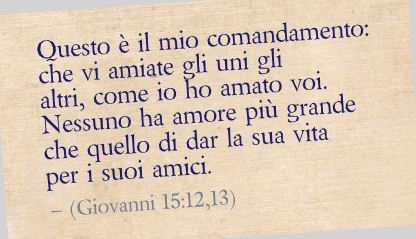 Questo è il mio comandamento:
che vi amiate gli uni gli
altri, come io ho amato voi.
Nessuno ha amore più grande
che quello di dar la sua vita
per i suoi amici.
– (Giovanni 15:12,13)